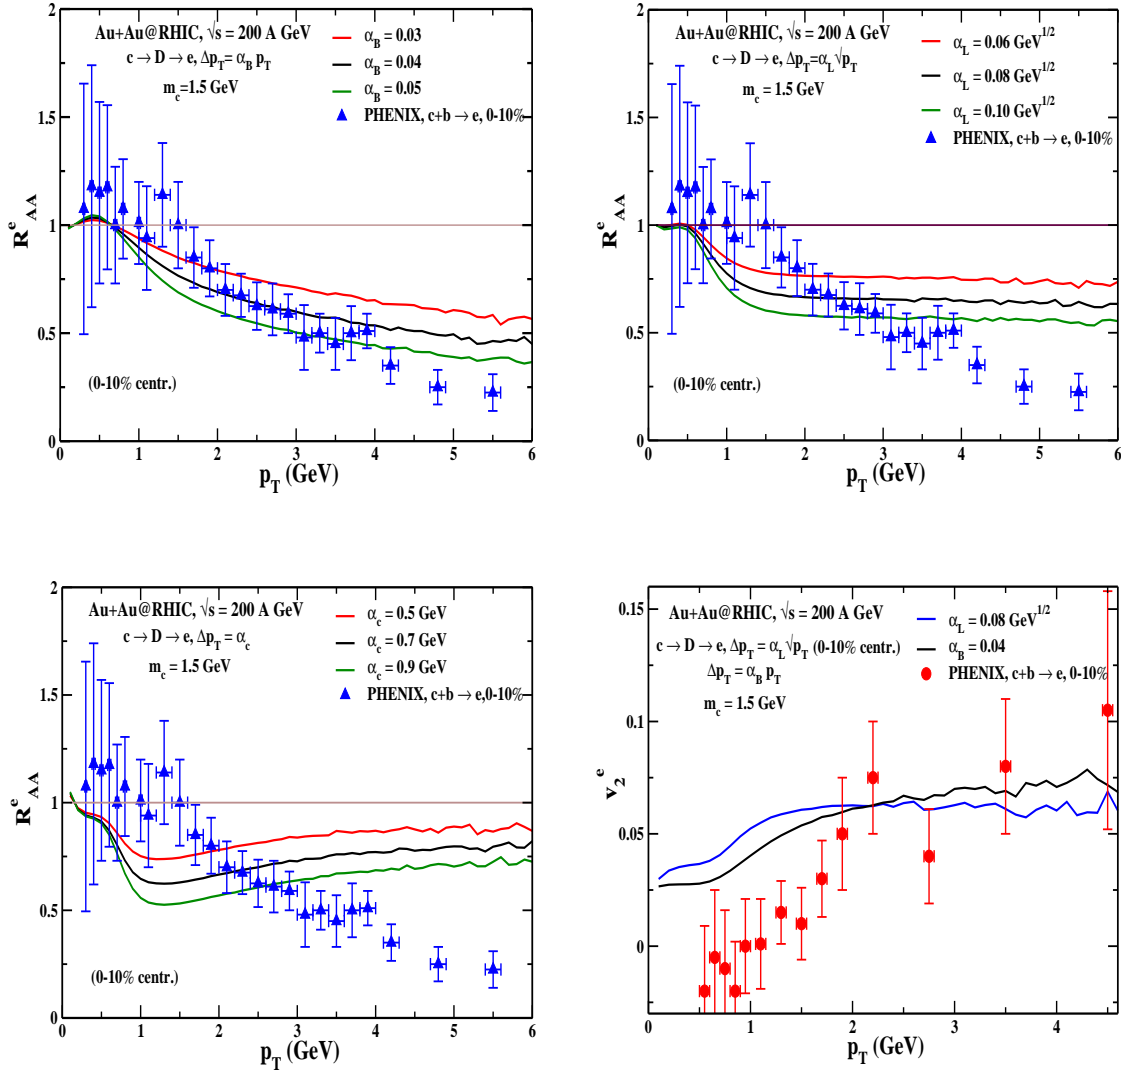 Au+Au@RHIC, √s = 200 A GeV
c → D → e, Δp_T = α_B p_T
m_c=1.5 GeV
α_B = 0.03
α_B = 0.04
α_B = 0.05
PHENIX, c+b → e, 0-10%
(0-10% centr.)
R^e_AA
0
0.5
1
1.5
2
0
1
2
3
4
5
6
p_T (GeV)
Au+Au@RHIC, √s = 200 A GeV
c → D → e, Δp_T=α_L √p_T
m_c = 1.5 GeV
α_L = 0.06 GeV^1/2
α_L = 0.08 GeV^1/2
α_L = 0.10 GeV^1/2
PHENIX, c+b → e, 0-10%
(0-10% centr.)
R^e_AA
0
0.5
1
1.5
2
0
1
2
3
4
5
6
p_T (GeV)
Au+Au@RHIC, √s = 200 A GeV
c → D → e, Δp_T = α_c
m_c = 1.5 GeV
α_c = 0.5 GeV
α_c = 0.7 GeV
α_c = 0.9 GeV
PHENIX, c+b → e,0-10%
(0-10% centr.)
R^e_AA
0
0.5
1
1.5
2
0
1
2
3
4
5
6
p_T (GeV)
Au+Au@RHIC, √s = 200 A GeV
c → D → e, Δp_T = α_L √p_T (0-10% centr.)
Δp_T = α_B p_T
m_c = 1.5 GeV
α_L = 0.08 GeV^1/2
α_B = 0.04
PHENIX, c+b → e, 0-10%
v_2^e
0
0.05
0.1
0.15
0
1
2
3
4
p_T (GeV)